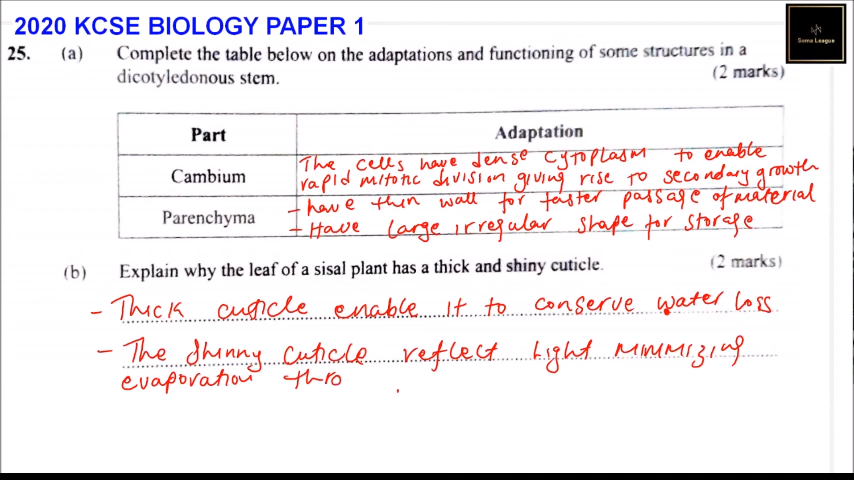 2020 KCSE BIOLOGY PAPER 1
Soma League
25. (a) Complete the table below on the adaptations and functioning of some structures in a
dicotyledonous stem. (2 marks)
Part Adaptation
Cambium The cells have dense cytoplasm to enable
rapid mitotic division giving rise to secondary growth
Parenchyma - have thin wall for faster passage of material
- Have large irregular shape for storage
(b) Explain why the leaf of a sisal plant has a thick and shiny cuticle. (2 marks)
- Thick cuticle enable it to conserve water loss
- The shinny cuticle reflect light minimizing
evaporation thro